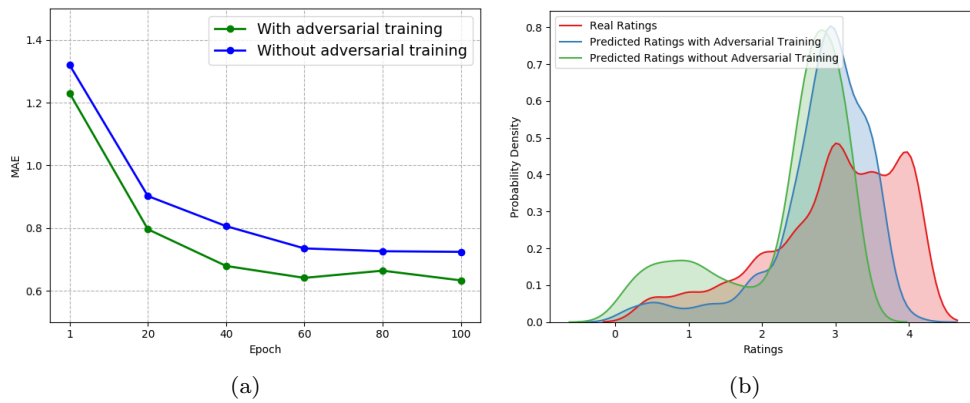 With adversarial training
Without adversarial training
1.4
1.2
1.0
0.8
0.6
MAE
1
20
40
60
80
100
Epoch
(a)
Real Ratings
Predicted Ratings with Adversarial Training
Predicted Ratings without Adversarial Training
0.8
0.7
0.6
0.5
0.4
0.3
0.2
0.1
0.0
Probability Density
0
1
2
3
4
Ratings
(b)